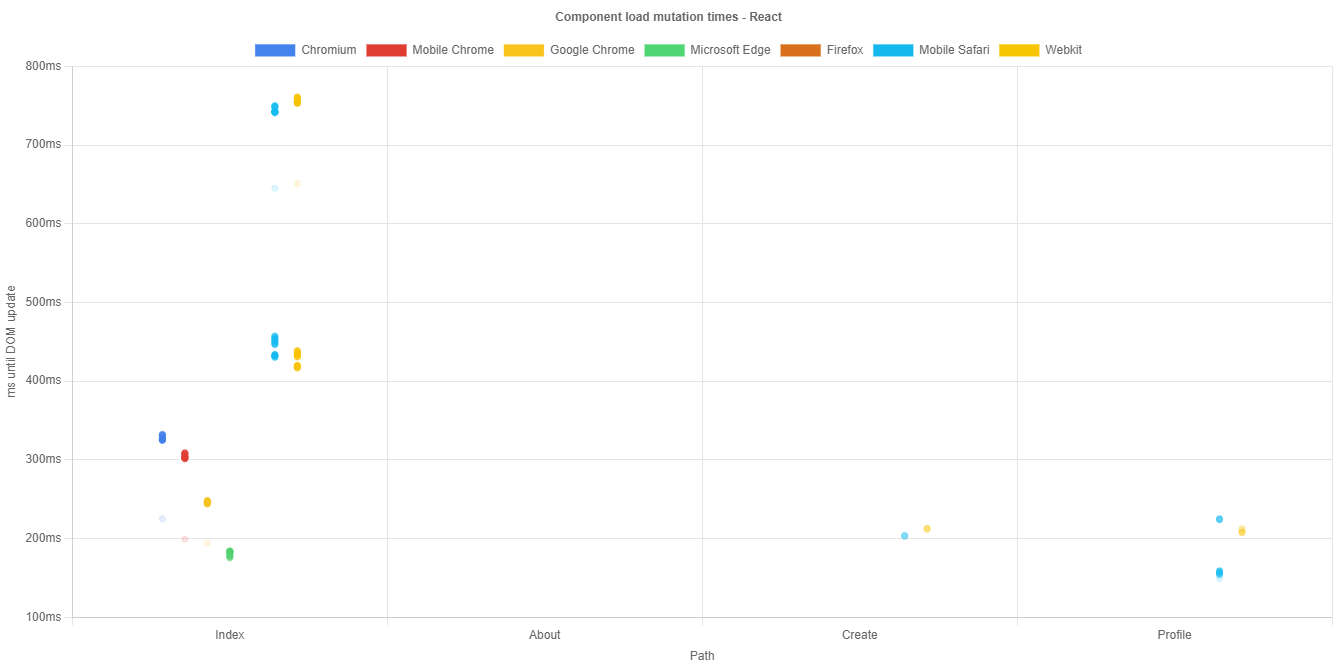 Component load mutation times - React
Chromium Mobile Chrome Google Chrome Microsoft Edge Firefox Mobile Safari Webkit
800ms
700ms
600ms
500ms
400ms
300ms
200ms
100ms
ms until DOM update
Index About Create Profile
Path